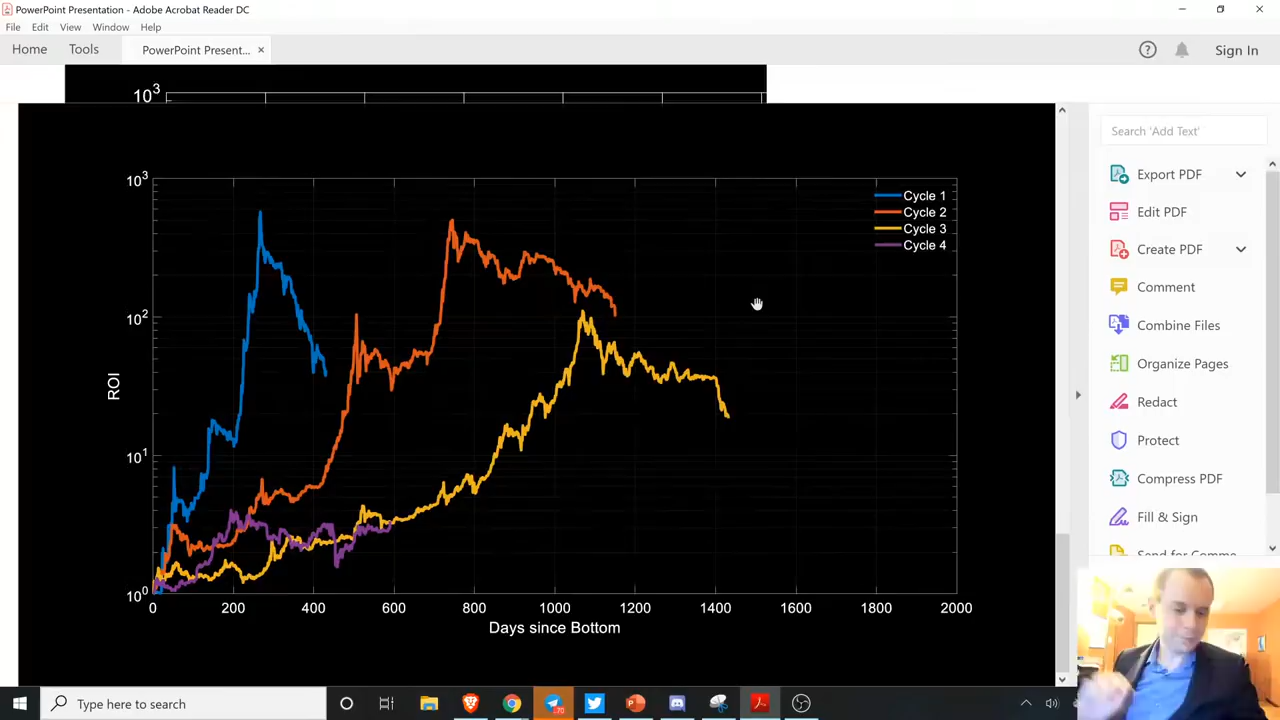 PowerPoint Presentation - Adobe Acrobat Reader DC
File Edit View Window Help
Home Tools PowerPoint Present... × Sign In
10³
Search 'Add Text'
Export PDF
Edit PDF
Create PDF
Comment
Combine Files
Organize Pages
Redact
Protect
Compress PDF
Fill & Sign
Send for Comme
10³
10²
10¹
10⁰
ROI
Cycle 1
Cycle 2
Cycle 3
Cycle 4
0 200 400 600 800 1000 1200 1400 1600 1800 2000
Days since Bottom
Type here to search